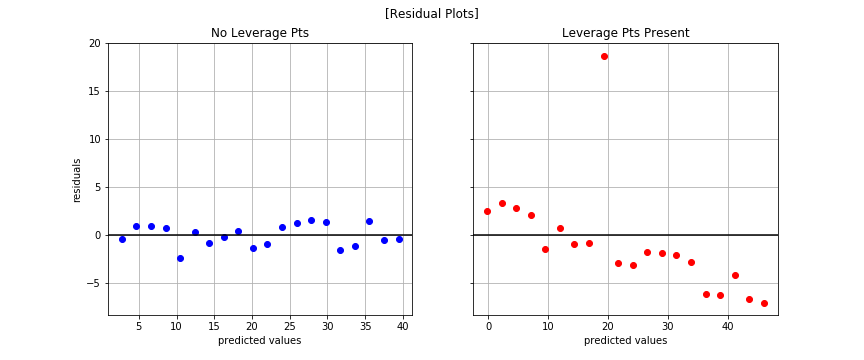 [Residual Plots]
No Leverage Pts
Leverage Pts Present
20
15
10
5
0
−5
residuals
5 10 15 20 25 30 35 40
0 10 20 30 40
predicted values
predicted values